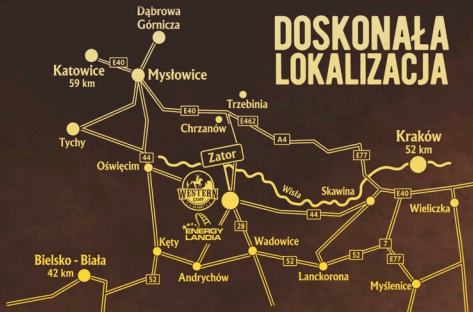 DOSKONAŁA
LOKALIZACJA
Dąbrowa
Górnicza
E40
Katowice
59 km
Mysłowice
Trzebinia
E40
E462
Chrzanów
A4
Tychy
Kraków
52 km
E77
Zator
44
Oświęcim
WESTERN
CAMP
Wisła
Skawina
E40
Wieliczka
44
ENERGY
LANDIA
28
Kęty
Wadowice
7
Bielsko - Biała
42 km
52
52
E77
52
Andrychów
Lanckorona
Myślenice